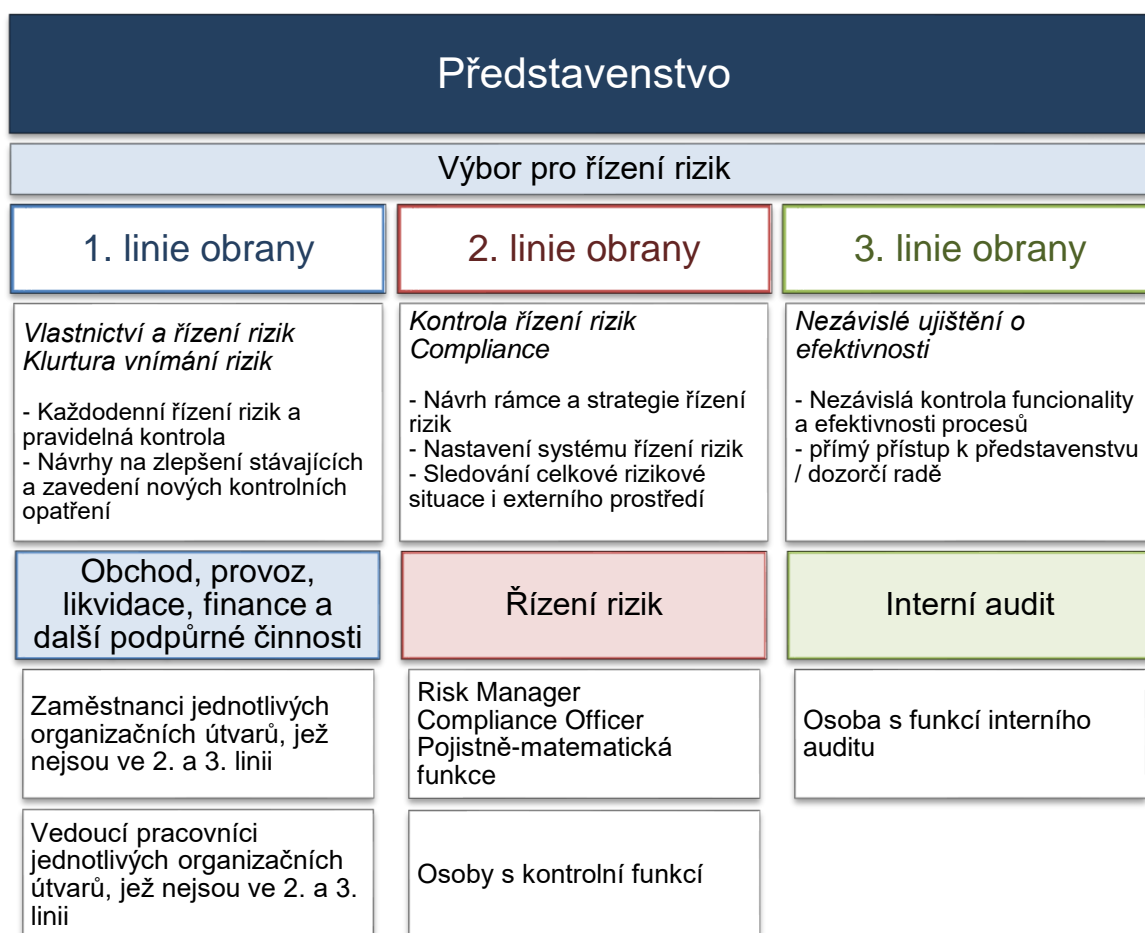 Představenstvo
Výbor pro řízení rizik
1. linie obrany
Vlastnictví a řízení rizik
Klurtura vnímání rizik
- Každodenní řízení rizik a
pravidelná kontrola
- Návrhy na zlepšení stávajících
a zavedení nových kontrolních
opatření
Obchod, provoz,
likvidace, finance a
další podpůrné činnosti
Zaměstnanci jednotlivých
organizačních útvarů, jež
nejsou ve 2. a 3. linii
Vedoucí pracovníci
jednotlivých organizačních
útvarů, jež nejsou ve 2. a 3.
linii
2. linie obrany
Kontrola řízení rizik
Compliance
- Návrh rámce a strategie řízení
rizik
- Nastavení systému řízení rizik
- Sledování celkové rizikové
situace i externího prostředí
Řízení rizik
Risk Manager
Compliance Officer
Pojistně-matematická
funkce
Osoby s kontrolní funkcí
3. linie obrany
Nezávislé ujištění o
efektivnosti
- Nezávislá kontrola funcionality
a efektivnosti procesů
- přímý přístup k představenstvu
/ dozorčí radě
Interní audit
Osoba s funkcí interního
auditu